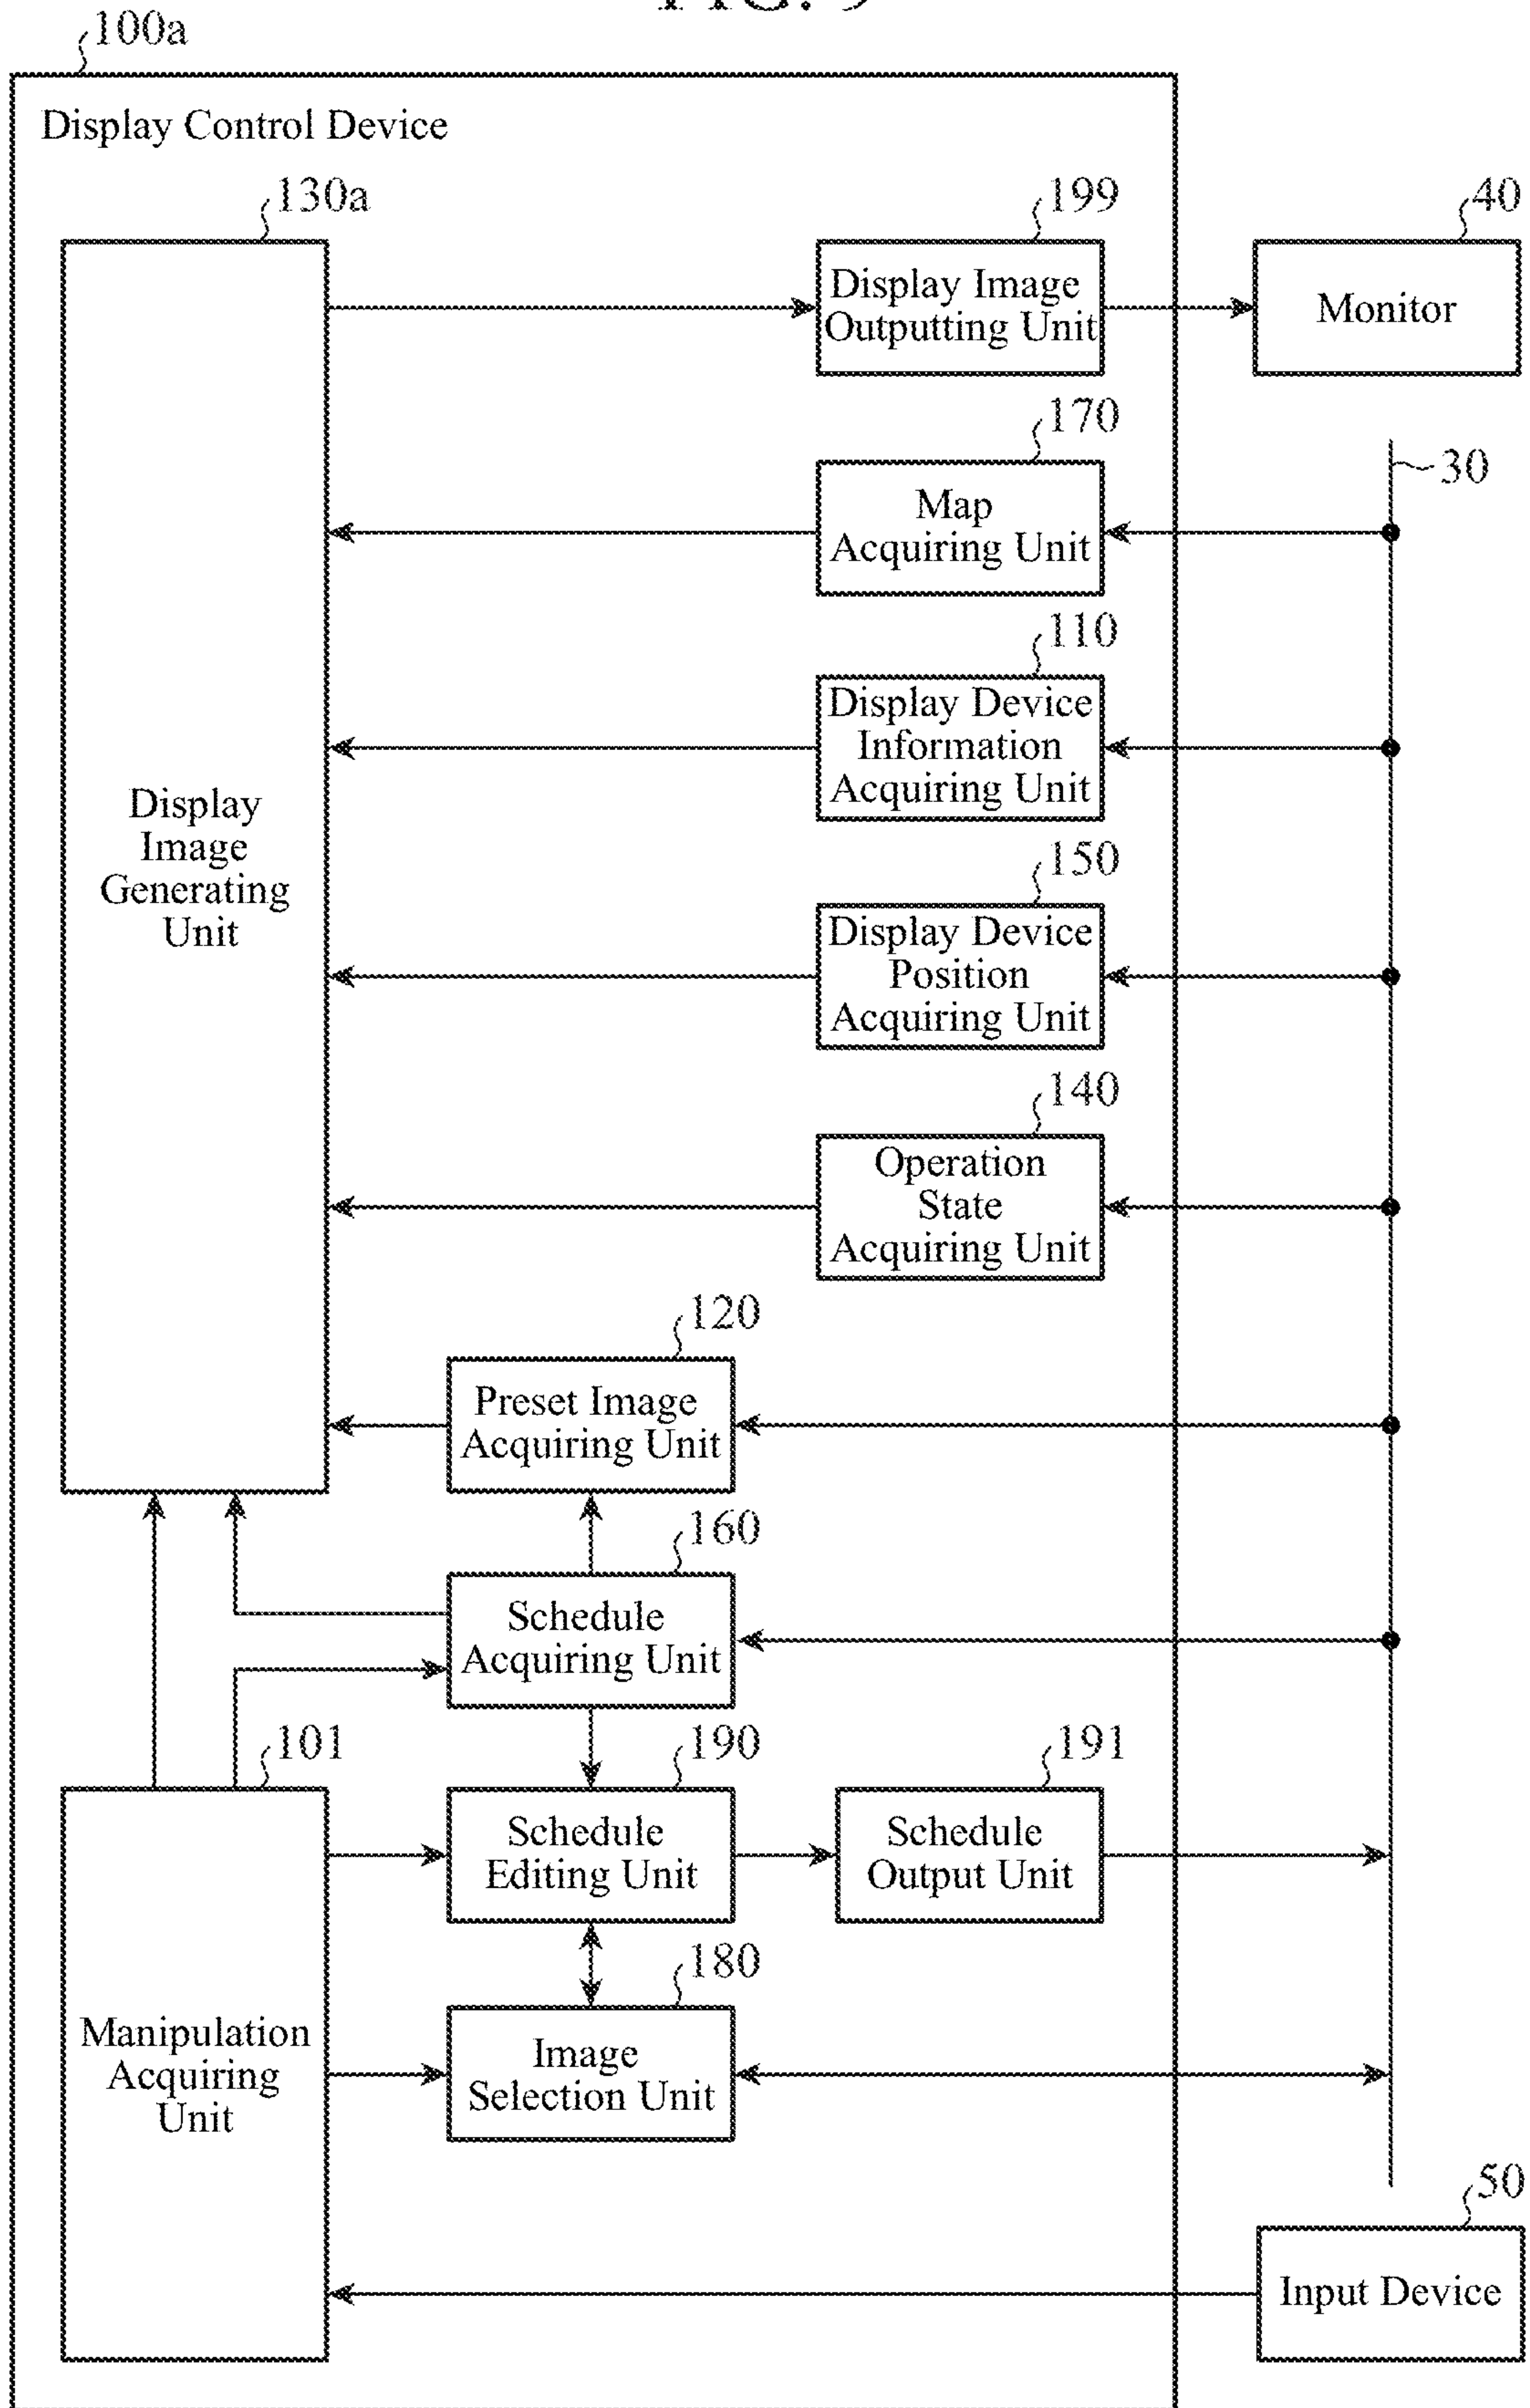 100a
Display Control Device
130a
199
40
Display Image
Outputting Unit
Monitor
170
30
Map
Acquiring Unit
110
Display Device
Information
Acquiring Unit
Display
Image
Generating
Unit
150
Display Device
Position
Acquiring Unit
140
Operation
State
Acquiring Unit
120
Preset Image
Acquiring Unit
160
Schedule
Acquiring Unit
101
190
191
Schedule
Editing Unit
Schedule
Output Unit
180
Manipulation
Acquiring
Unit
Image
Selection Unit
50
Input Device